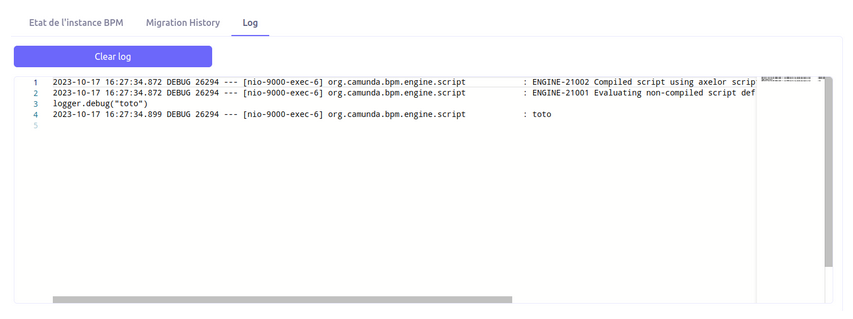 Etat de l'instance BPM Migration History Log
Clear log
1 2023-10-17 16:27:34.872 DEBUG 26294 --- [nio-9000-exec-6] org.camunda.bpm.engine.script : ENGINE-21002 Compiled script using axelor scrip
2 2023-10-17 16:27:34.872 DEBUG 26294 --- [nio-9000-exec-6] org.camunda.bpm.engine.script : ENGINE-21001 Evaluating non-compiled script def
3 logger.debug("toto")
4 2023-10-17 16:27:34.899 DEBUG 26294 --- [nio-9000-exec-6] org.camunda.bpm.engine.script : toto
5